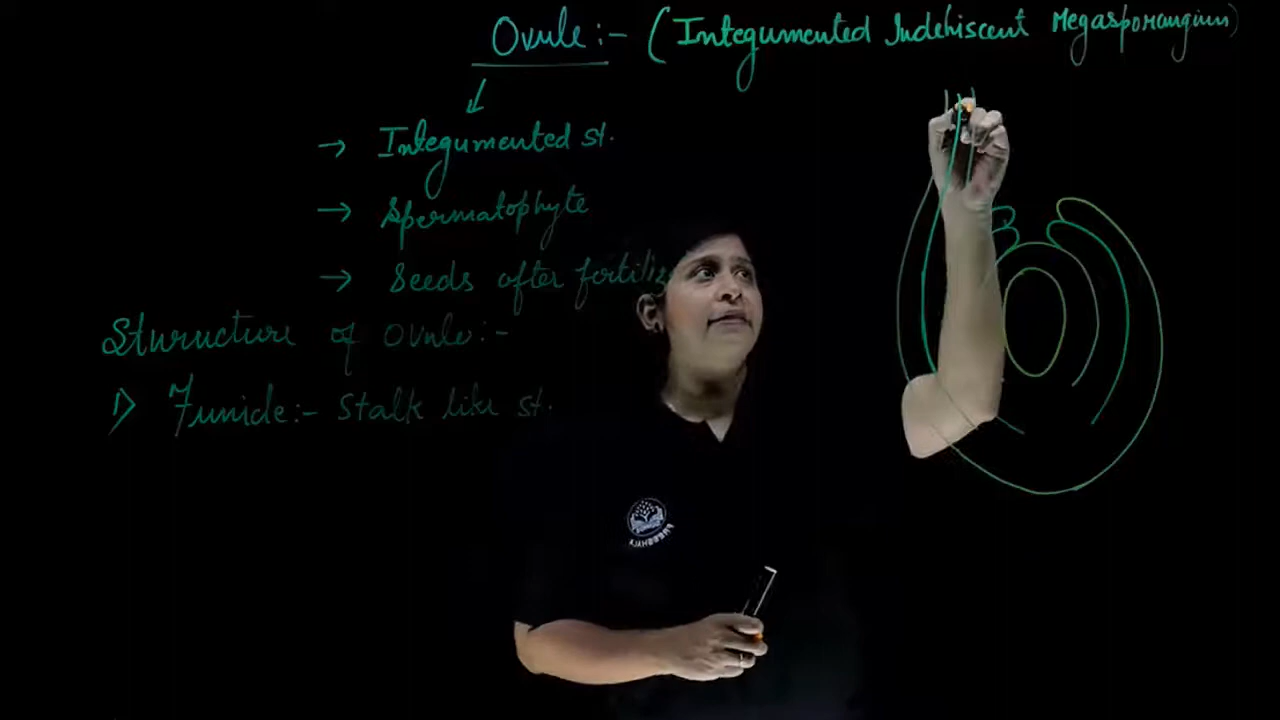 Ovule:- (Integumented Indehiscent Megasporangium)
→ Integumented st.
→ Spermatophyte
→ Seeds after fertiliz
Structure of Ovule:-
1) Funicle:- Stalk like st.